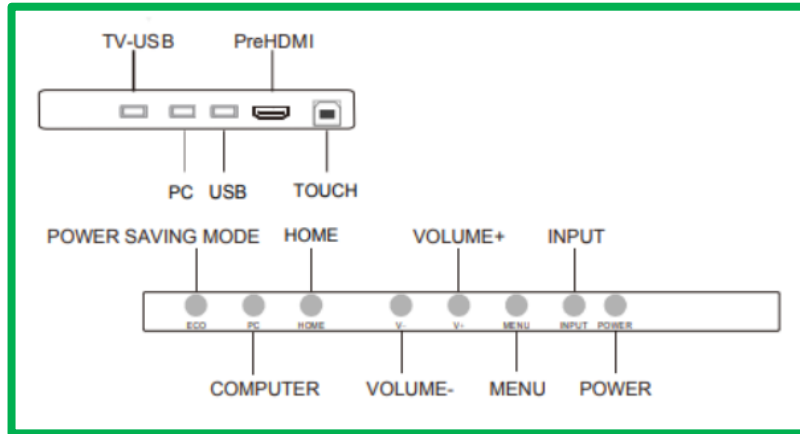 TV-USB PreHDMI
PC USB TOUCH
POWER SAVING MODE HOME VOLUME+ INPUT
ECO PC HOME V- V+ MENU INPUT POWER
COMPUTER VOLUME- MENU POWER